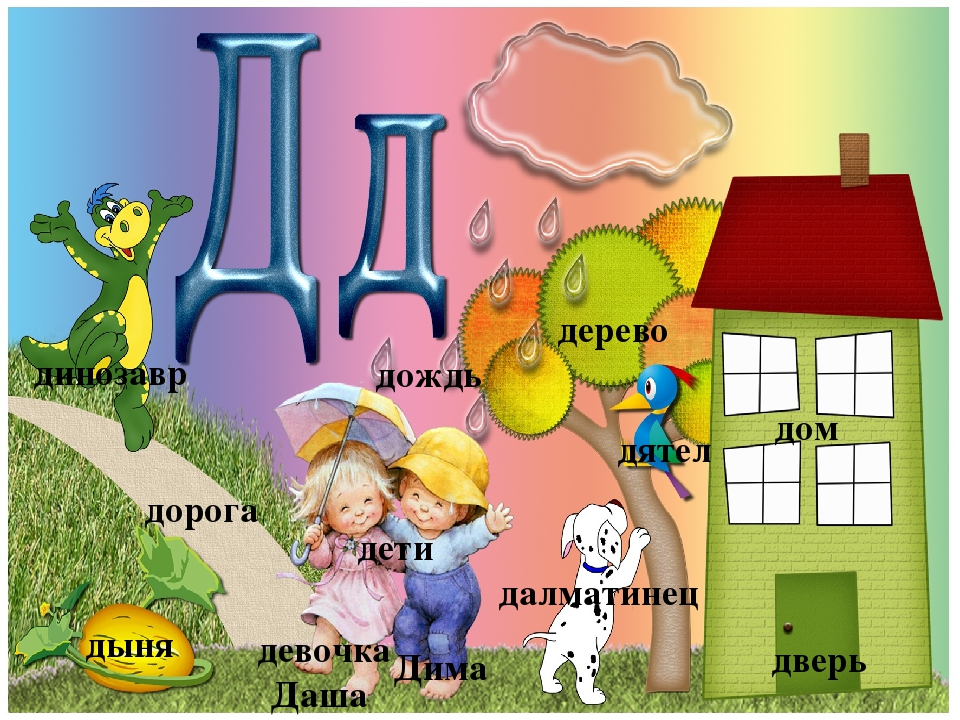 Дд
дерево
динозавр
дождь
дом
дятел
дорога
дети
далматинец
дыня
девочка
Даша
Дима
дверь